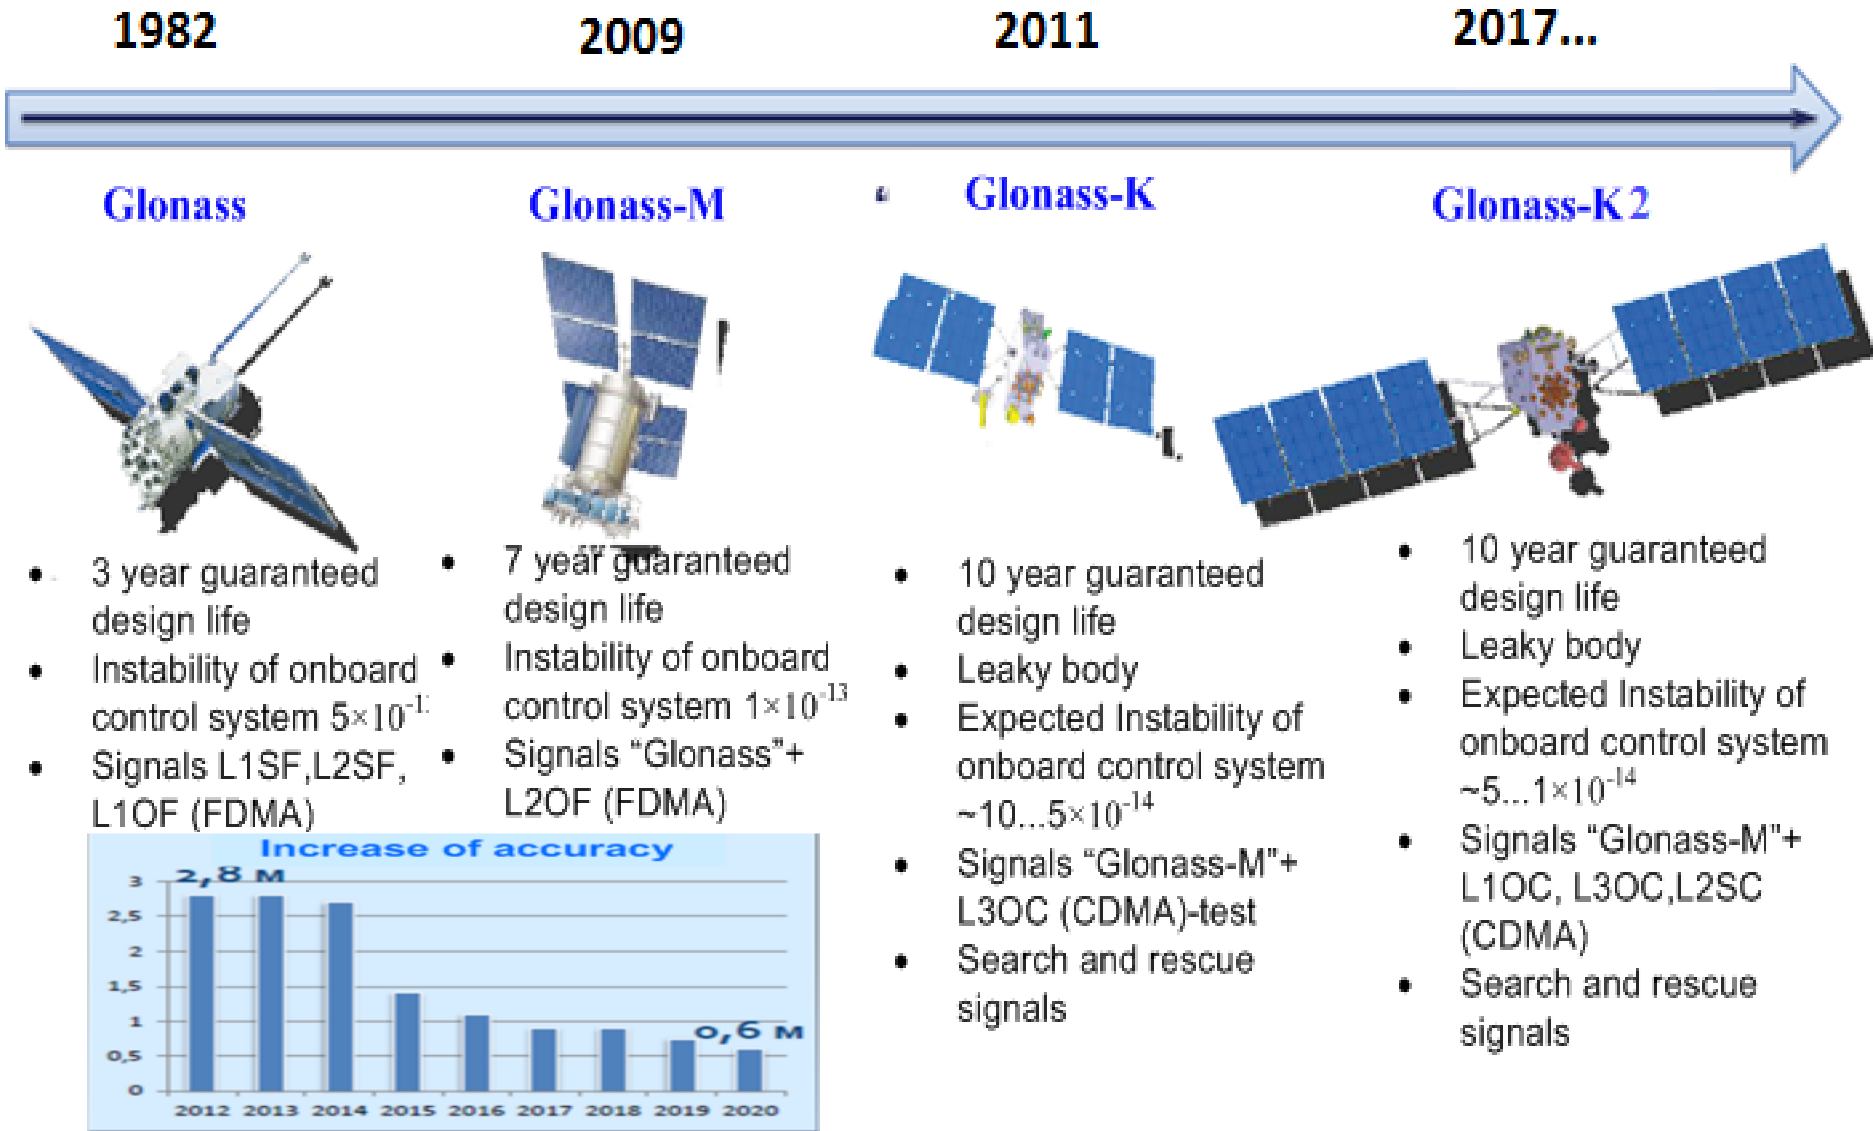 1982
2009
2011
2017...
Glonass
Glonass-M
Glonass-K
Glonass-K2
• 3 year guaranteed
design life
• Instability of onboard
control system 5×10⁻¹
• Signals L1SF,L2SF,
L1OF (FDMA)
• 7 year guaranteed
design life
• Instability of onboard
control system 1×10⁻¹³
• Signals “Glonass”+
L2OF (FDMA)
• 10 year guaranteed
design life
• Leaky body
• Expected Instability of
onboard control system
~10...5×10⁻¹⁴
• Signals “Glonass-M”+
L3OC (CDMA)-test
• Search and rescue
signals
• 10 year guaranteed
design life
• Leaky body
• Expected Instability of
onboard control system
~5...1×10⁻¹⁴
• Signals “Glonass-M”+
L1OC, L3OC,L2SC
(CDMA)
• Search and rescue
signals
Increase of accuracy
2,8 м
0,6 м
3
2,5
2
1,5
1
0,5
0
2012 2013 2014 2015 2016 2017 2018 2019 2020